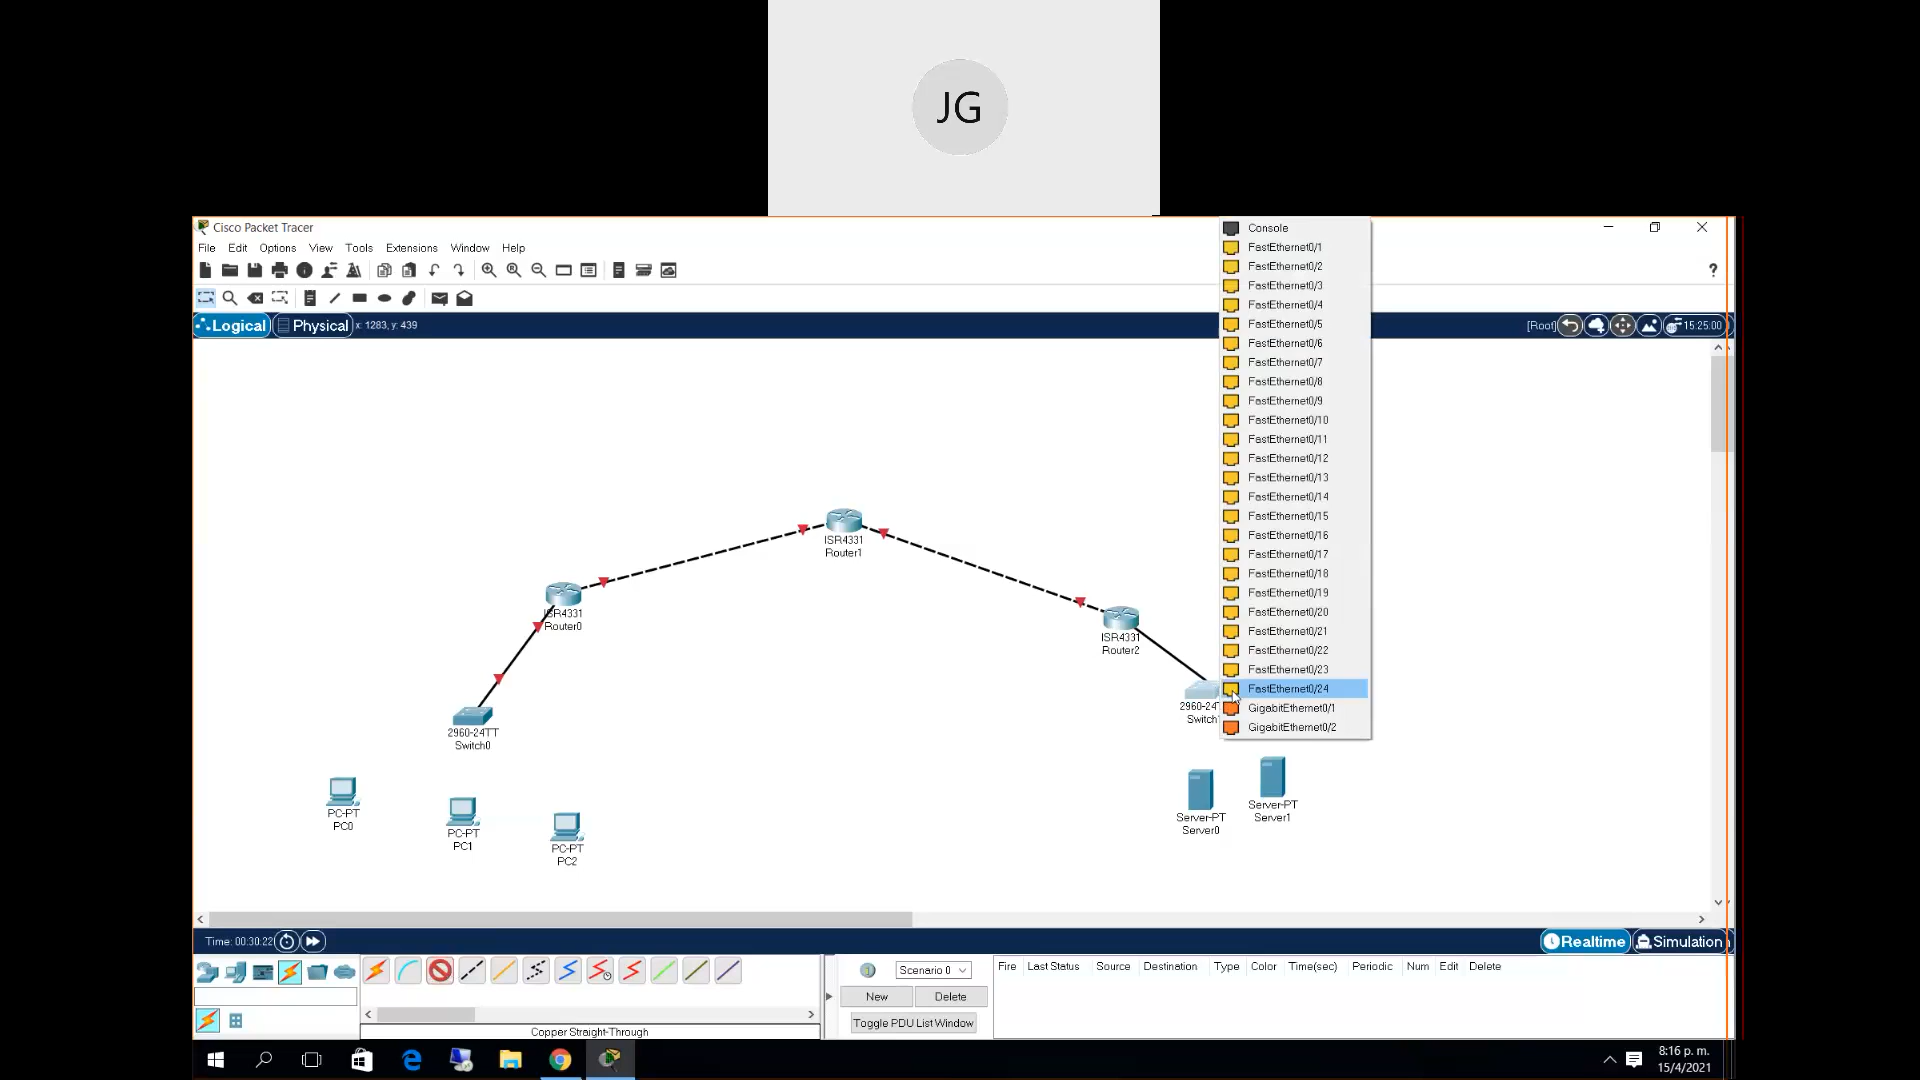 JG
Cisco Packet Tracer
File Edit Options View Tools Extensions Window Help
?
Logical Physical x: 1283, y: 439
[Root] 15:25:00
Console
FastEthernet0/1
FastEthernet0/2
FastEthernet0/3
FastEthernet0/4
FastEthernet0/5
FastEthernet0/6
FastEthernet0/7
FastEthernet0/8
FastEthernet0/9
FastEthernet0/10
FastEthernet0/11
FastEthernet0/12
FastEthernet0/13
FastEthernet0/14
FastEthernet0/15
FastEthernet0/16
FastEthernet0/17
FastEthernet0/18
FastEthernet0/19
FastEthernet0/20
FastEthernet0/21
FastEthernet0/22
FastEthernet0/23
FastEthernet0/24
GigabitEthernet0/1
GigabitEthernet0/2
ISR4331
Router1
ISR4331
Router0
ISR4331
Router2
2960-24T
Switch
2960-24TT
Switch0
PC-PT
PC0
PC-PT
PC1
PC-PT
PC2
Server-PT
Server0
Server-PT
Server1
Time: 00:30:22
Realtime Simulation
Scenario 0
New Delete
Toggle PDU List Window
Fire Last Status Source Destination Type Color Time(sec) Periodic Num Edit Delete
Copper Straight-Through
8:16 p. m.
15/4/2021